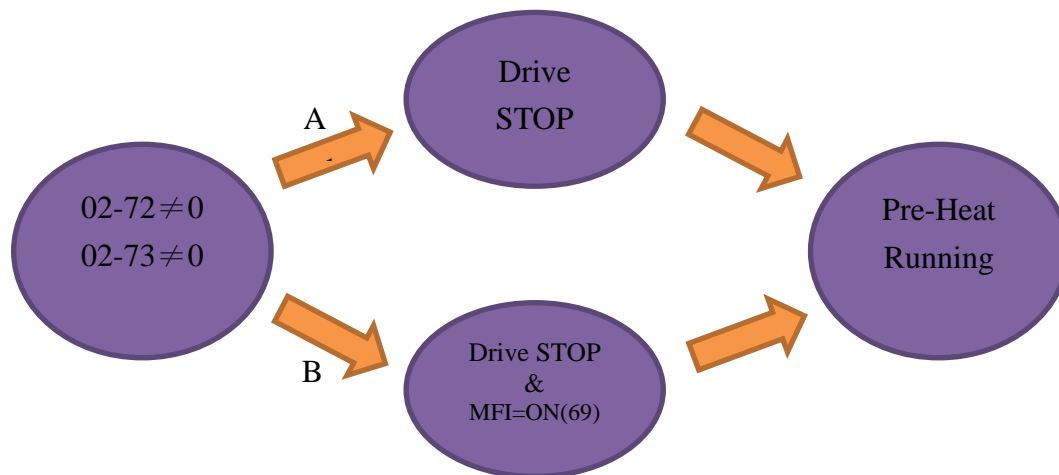 Drive
STOP
A
02-72≠0
02-73≠0
Pre-Heat
Running
B
Drive STOP
&
MFI=ON(69)